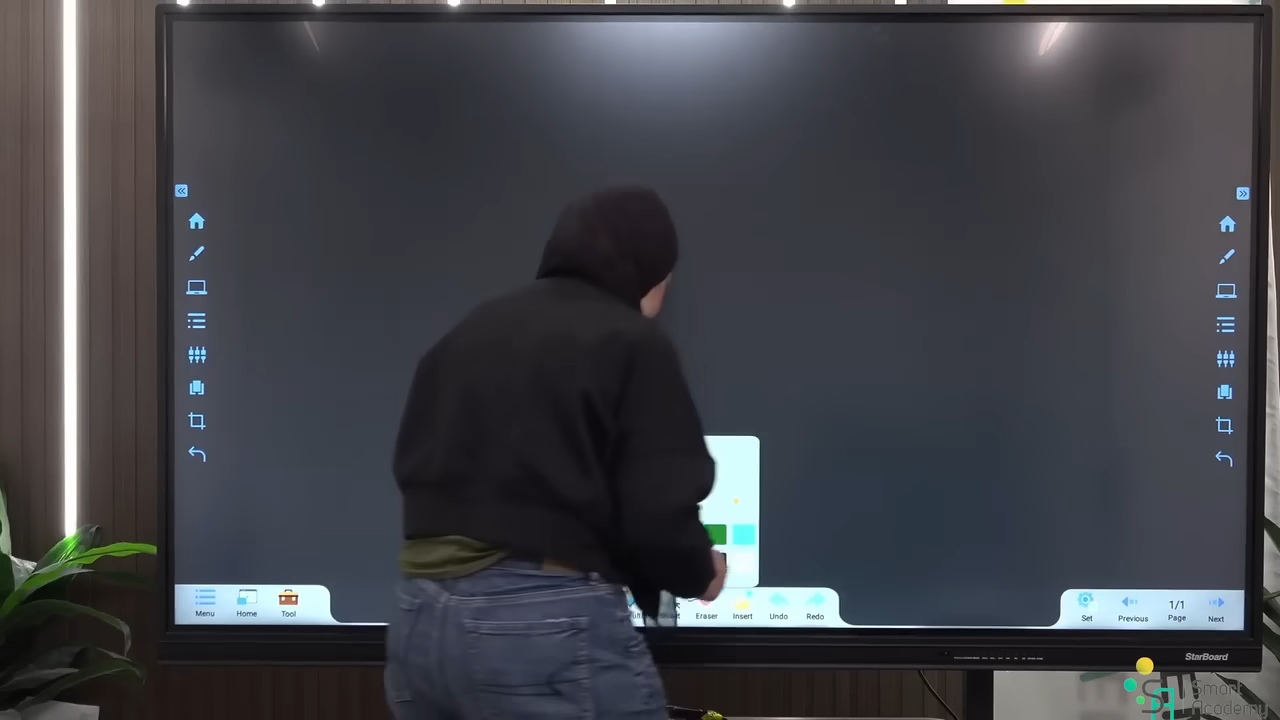 Menu
Home
Tool
Eraser
Insert
Undo
Redo
Set
Previous
1/1
Page
Next
StarBoard
Smart
Academy